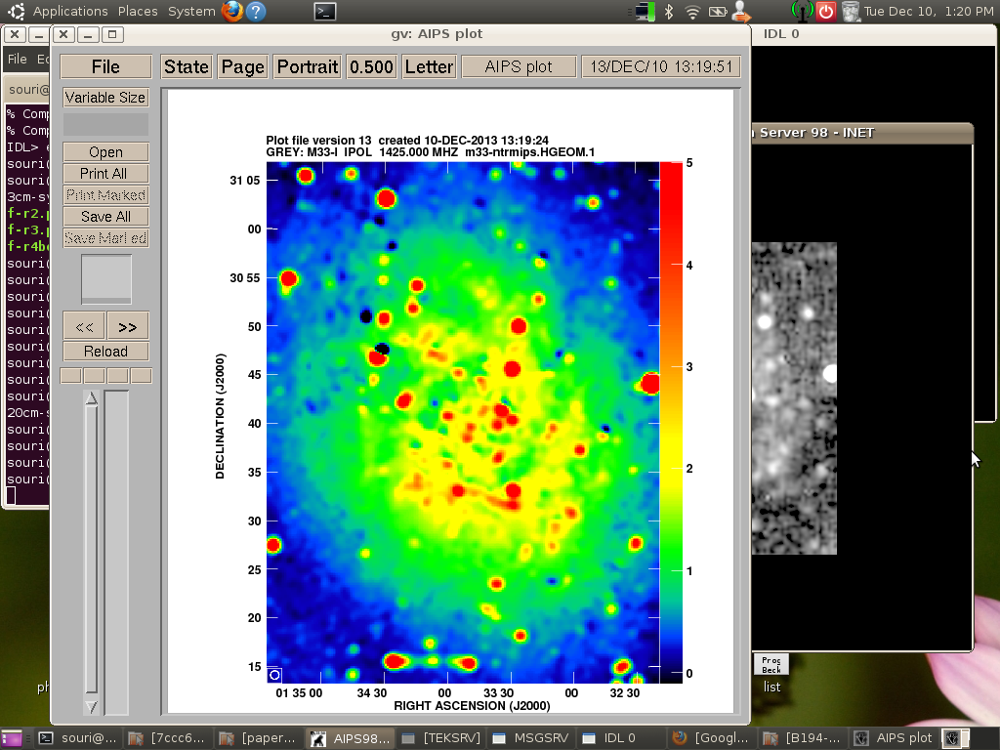 Applications Places System
Tue Dec 10, 1:20 PM
gv: AIPS plot
IDL 0
File
File
State
Page
Portrait
0.500
Letter
AIPS plot
13/DEC/10 13:19:51
Variable Size
Open
Print All
Print Marked
Save All
Save Marked
<<
>>
Reload
souri@
% Comp
% Comp
IDL>
souri(
souri(
3cm-sy
f-r2.p
f-r3.p
f-r4bc
souri(
souri(
souri(
souri(
souri(
souri(
souri(
souri(
souri(
20cm-s
souri(
souri(
souri(
souri(
Plot file version 13 created 10-DEC-2013 13:19:24
GREY: M33-I IPOL 1425.000 MHZ m33-ntrmips.HGEOM.1
DECLINATION (J2000)
31 05
00
30 55
50
45
40
35
30
25
20
15
01 35 00
34 30
00
33 30
00
32 30
RIGHT ASCENSION (J2000)
5
4
3
2
1
0
Server 98 - INET
Prog
Beck
list
souri@...
[7ccc6...
[paper...
AIPS98...
[TEKSRV]
MSGSRV
IDL 0
[Googl...
[B194-...
AIPS plot